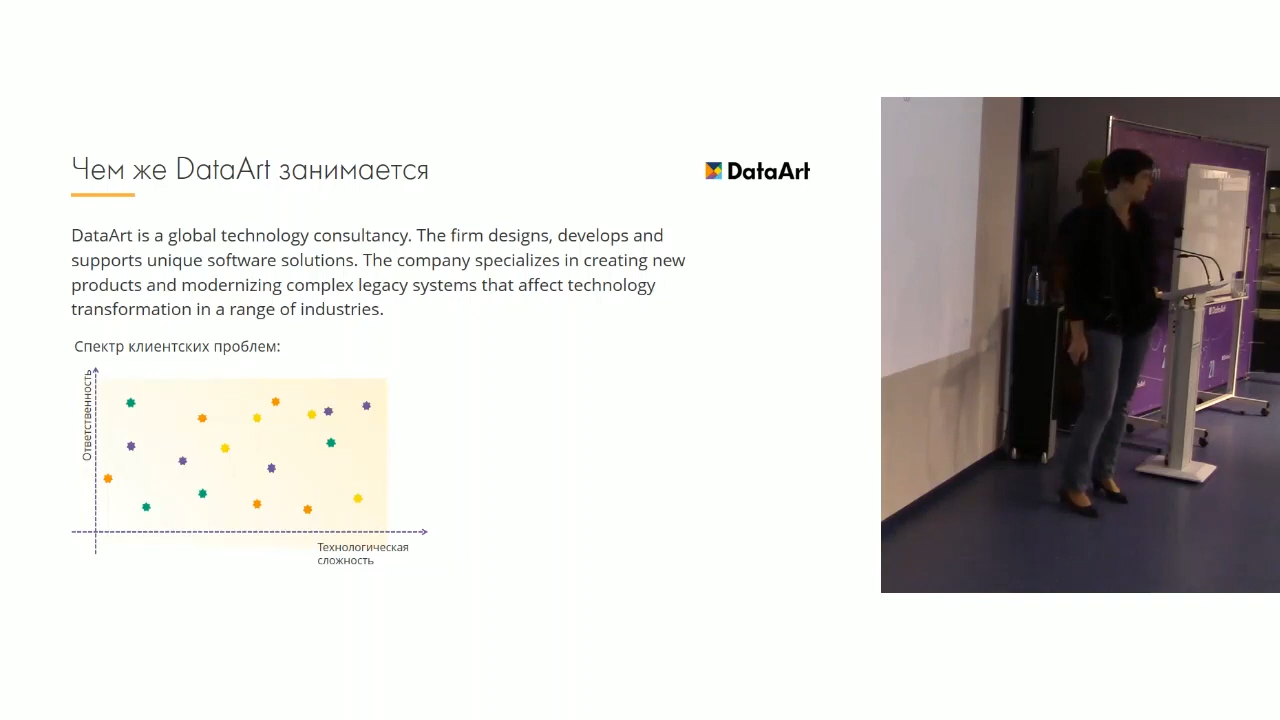 Чем же DataArt занимается
DataArt
DataArt is a global technology consultancy. The firm designs, develops and
supports unique software solutions. The company specializes in creating new
products and modernizing complex legacy systems that affect technology
transformation in a range of industries.
Спектр клиентских проблем:
Ответственность
Технологическая
сложность